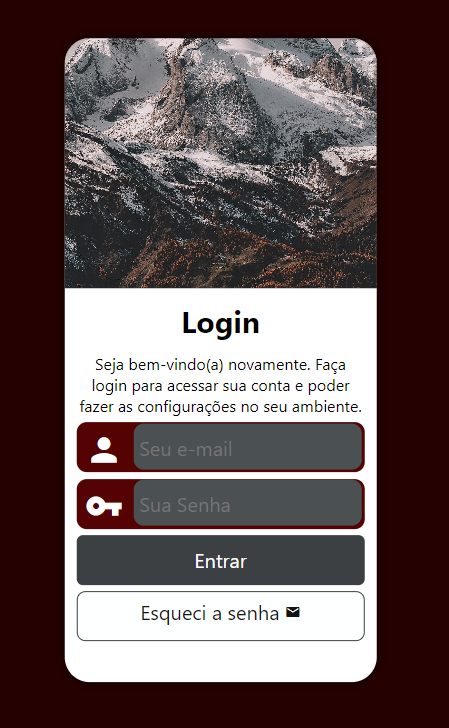 Login
Seja bem-vindo(a) novamente. Faça
login para acessar sua conta e poder
fazer as configurações no seu ambiente.
Seu e-mail
Sua Senha
Entrar
Esqueci a senha